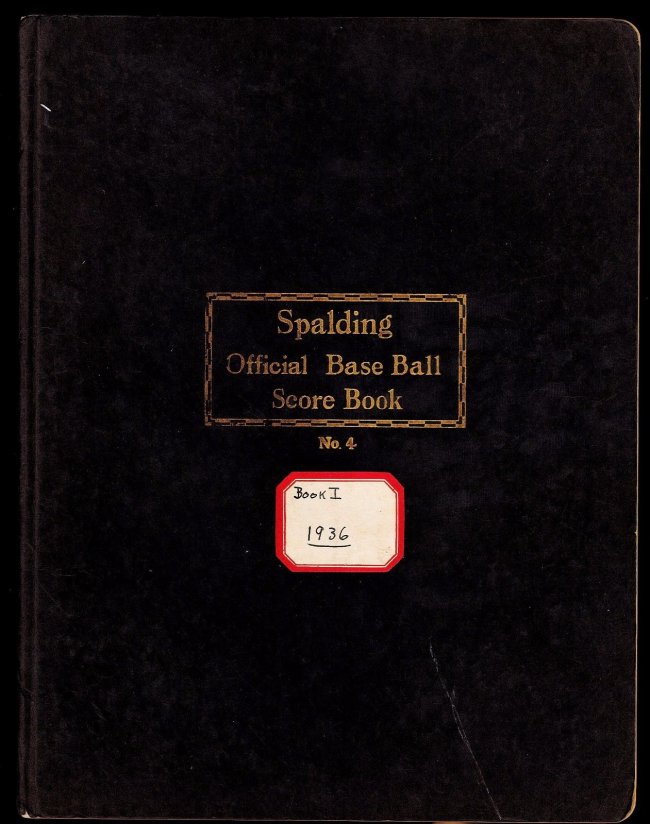 Spalding
Official Base Ball
Score Book
No. 4
Book I
1936